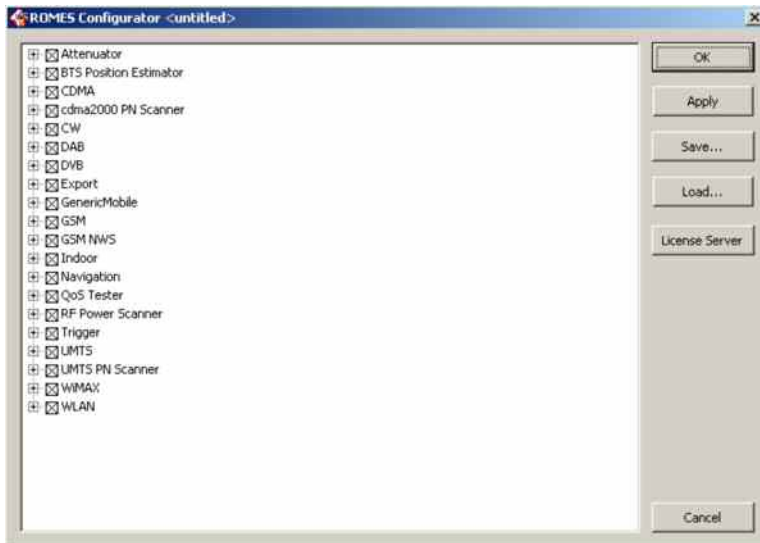 ROMES Configurator <untitled>
Attenuator
BTS Position Estimator
CDMA
cdma2000 PN Scanner
CW
DAB
DVB
Export
GenericMobile
GSM
GSM NWS
Indoor
Navigation
QoS Tester
RF Power Scanner
Trigger
UMTS
UMTS PN Scanner
WiMAX
WLAN
OK
Apply
Save...
Load...
License Server
Cancel